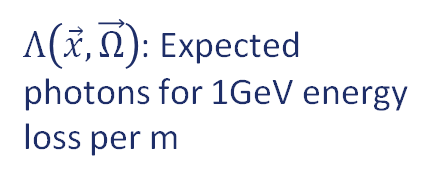 Λ(x⃗, Ω⃗): Expected
photons for 1GeV energy
loss per m